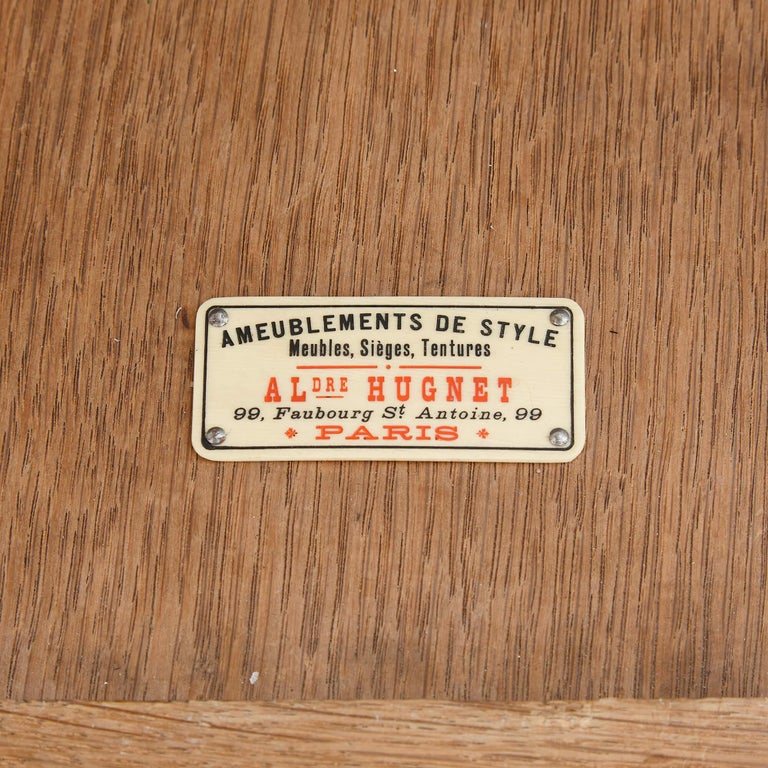 AMEUBLEMENTS DE STYLE
Meubles, Sièges, Tentures
ALDRE HUGNET
99, Faubourg St Antoine, 99
* PARIS *